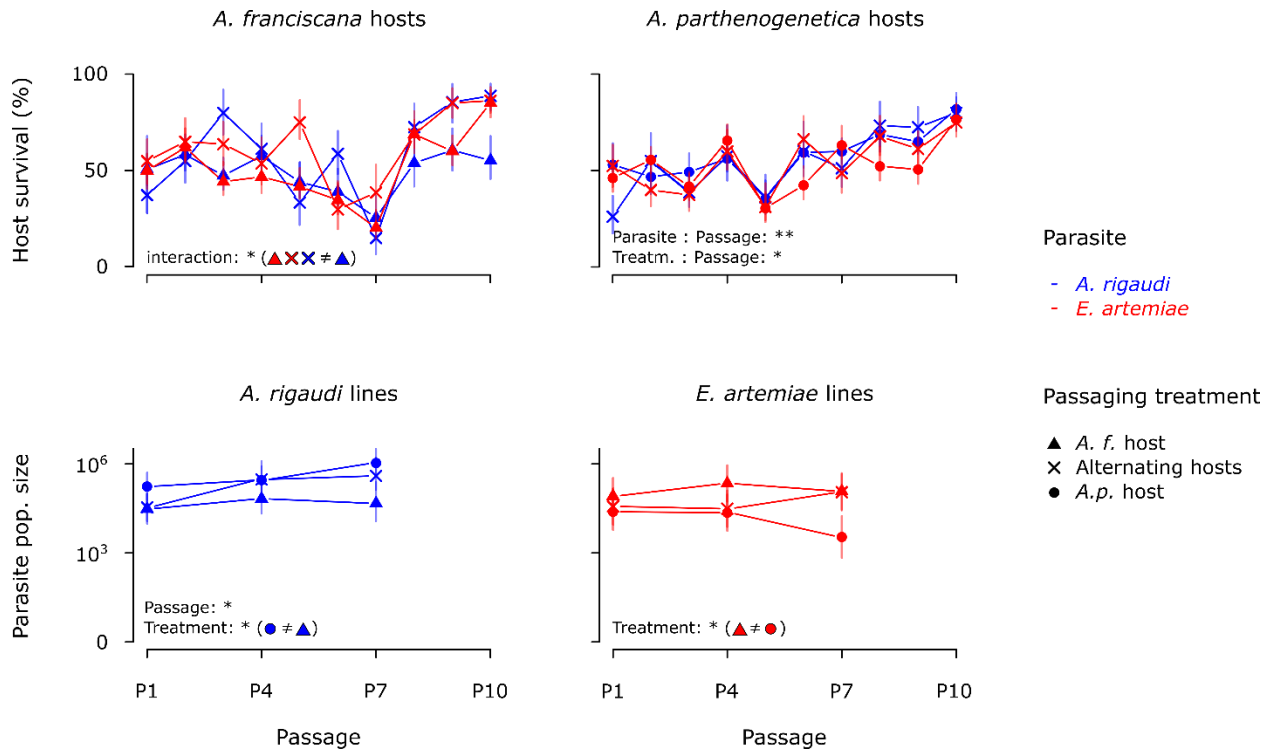 A. franciscana hosts
A. parthenogenetica hosts
Host survival (%)
100
50
0
interaction: * (▲ × × ≠ ▲)
Parasite : Passage: **
Treatm. : Passage: *
Parasite
- A. rigaudi
- E. artemiae
A. rigaudi lines
E. artemiae lines
Parasite pop. size
10⁶
10³
0
Passage: *
Treatment: * (● ≠ ▲)
Treatment: * (▲ ≠ ●)
Passaging treatment
▲ A. f. host
× Alternating hosts
● A.p. host
P1 P4 P7 P10
P1 P4 P7 P10
Passage
Passage